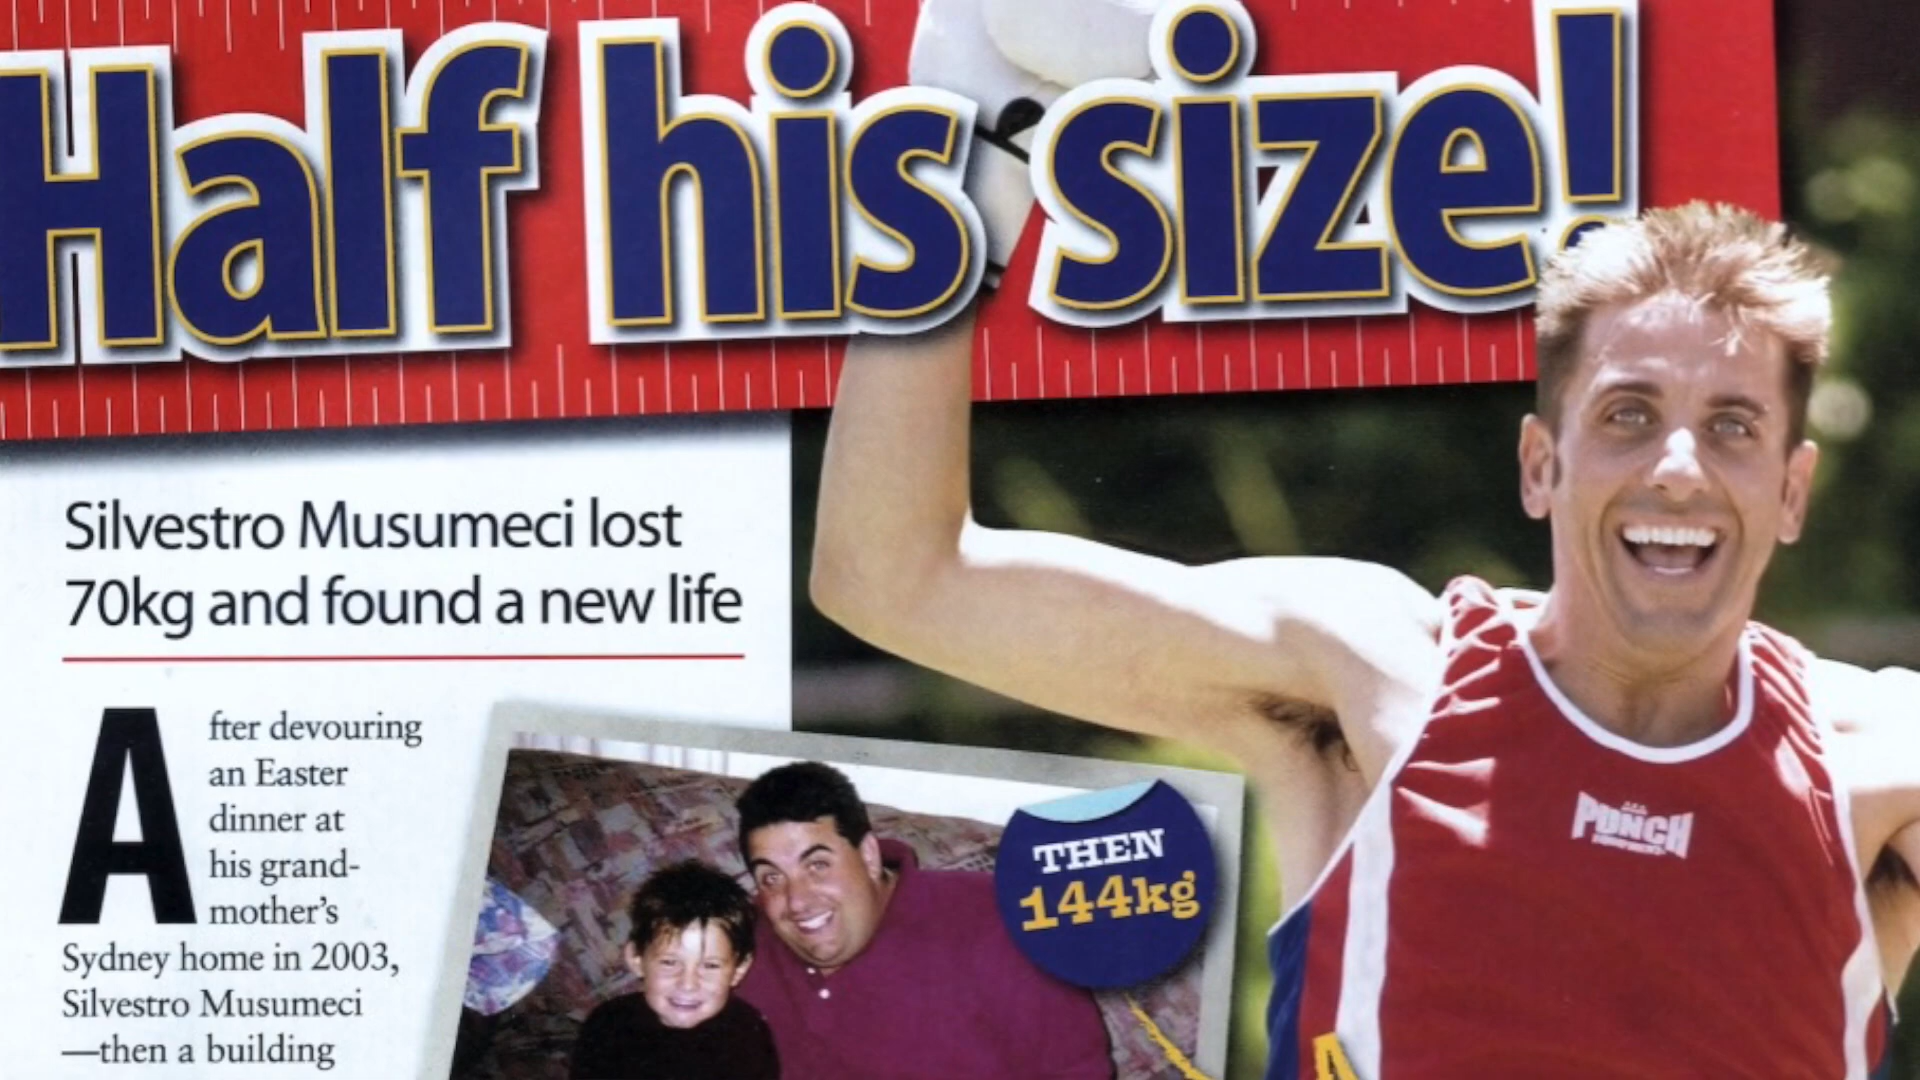 Half his size!
Silvestro Musumeci lost
70kg and found a new life
After devouring
an Easter
dinner at
his grand-
mother's
Sydney home in 2003,
Silvestro Musumeci
—then a building
THEN
144kg
PUNCH
EQUIPMENT